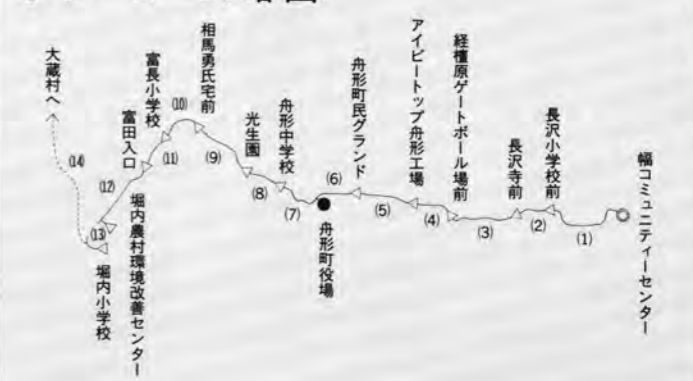 幅コミュニティーセンター
(1)
長沢小学校前
(2)
長沢寺前
(3)
経檀原ゲートボール場前
(4)
アイビートップ舟形工場
(5)
舟形町民グランド
(6)
舟形町役場
(7)
舟形中学校
(8)
光生園
(9)
相馬勇氏宅前
(10)
富長小学校
(11)
富田入口
(12)
堀内農村環境改善センター
(13)
堀内小学校
(14)
大蔵村へ